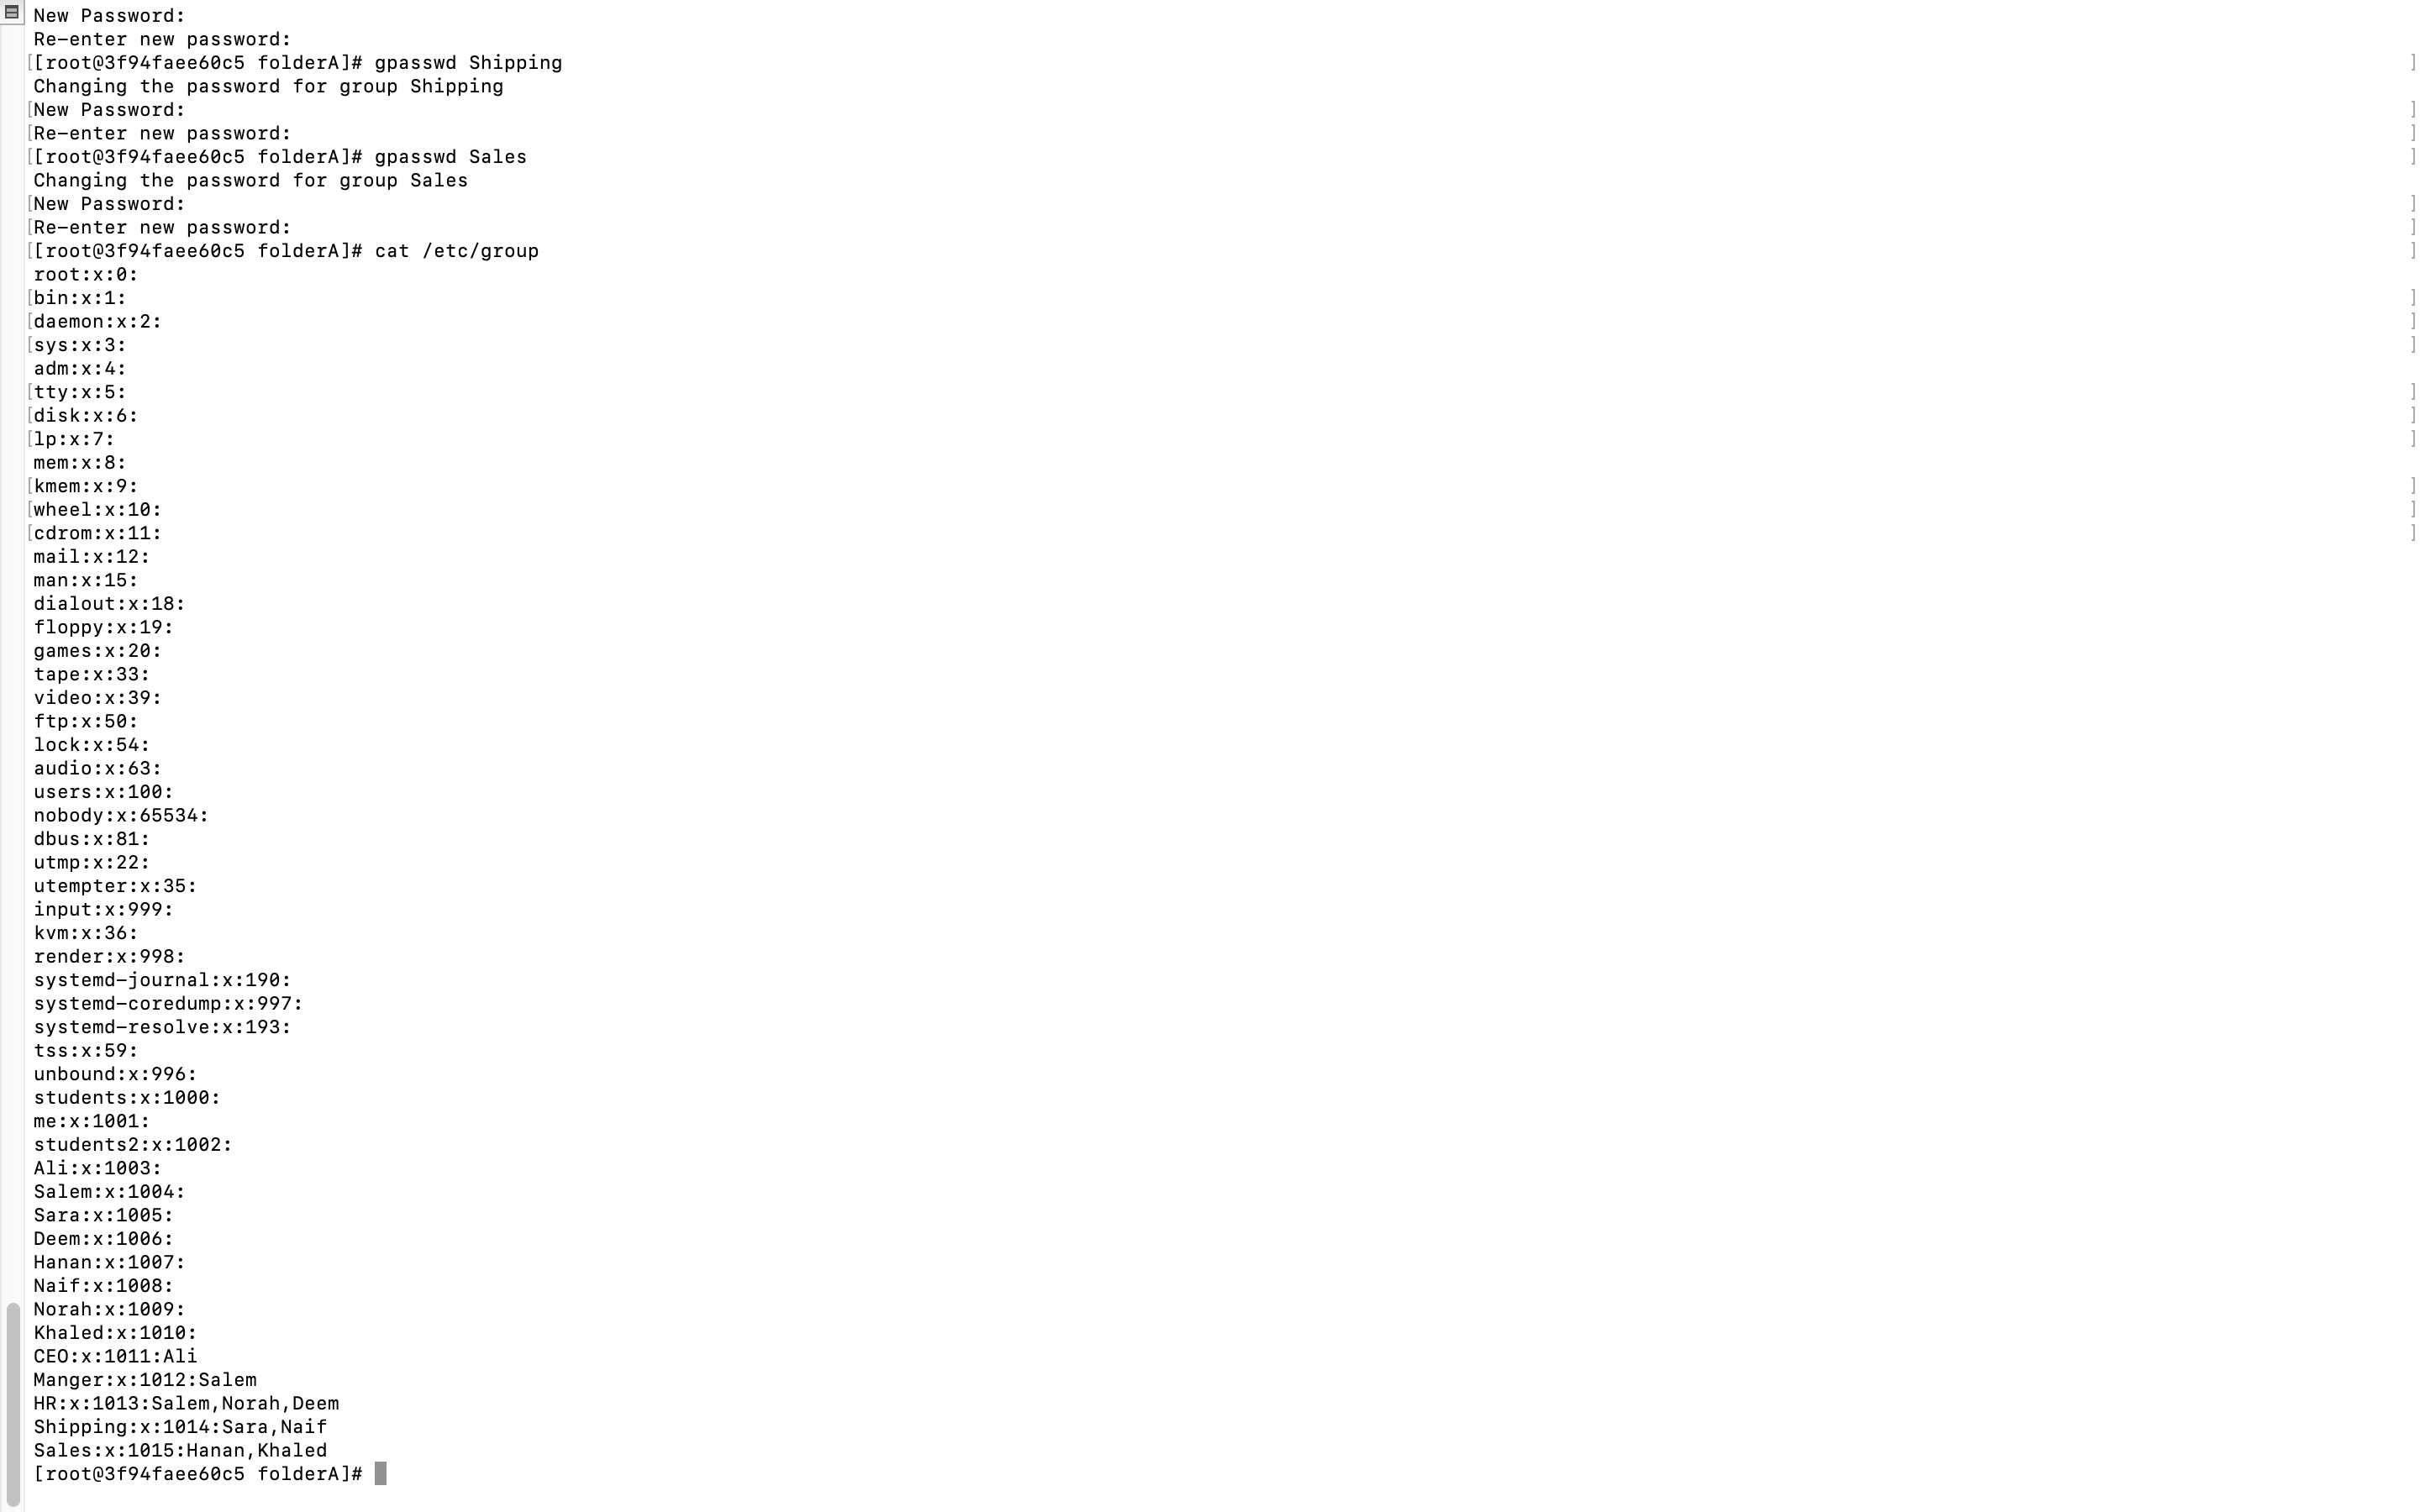 New Password:
Re-enter new password:
[[root@3f94faee60c5 folderA]# gpasswd Shipping ]
Changing the password for group Shipping
[New Password: ]
[Re-enter new password: ]
[[root@3f94faee60c5 folderA]# gpasswd Sales ]
Changing the password for group Sales
[New Password: ]
[Re-enter new password: ]
[[root@3f94faee60c5 folderA]# cat /etc/group ]
root:x:0:
[bin:x:1: ]
[daemon:x:2: ]
[sys:x:3: ]
adm:x:4:
[tty:x:5: ]
[disk:x:6: ]
[lp:x:7: ]
mem:x:8:
[kmem:x:9: ]
[wheel:x:10: ]
[cdrom:x:11: ]
mail:x:12:
man:x:15:
dialout:x:18:
floppy:x:19:
games:x:20:
tape:x:33:
video:x:39:
ftp:x:50:
lock:x:54:
audio:x:63:
users:x:100:
nobody:x:65534:
dbus:x:81:
utmp:x:22:
utempter:x:35:
input:x:999:
kvm:x:36:
render:x:998:
systemd-journal:x:190:
systemd-coredump:x:997:
systemd-resolve:x:193:
tss:x:59:
unbound:x:996:
students:x:1000:
me:x:1001:
students2:x:1002:
Ali:x:1003:
Salem:x:1004:
Sara:x:1005:
Deem:x:1006:
Hanan:x:1007:
Naif:x:1008:
Norah:x:1009:
Khaled:x:1010:
CEO:x:1011:Ali
Manger:x:1012:Salem
HR:x:1013:Salem,Norah,Deem
Shipping:x:1014:Sara,Naif
Sales:x:1015:Hanan,Khaled
[root@3f94faee60c5 folderA]#